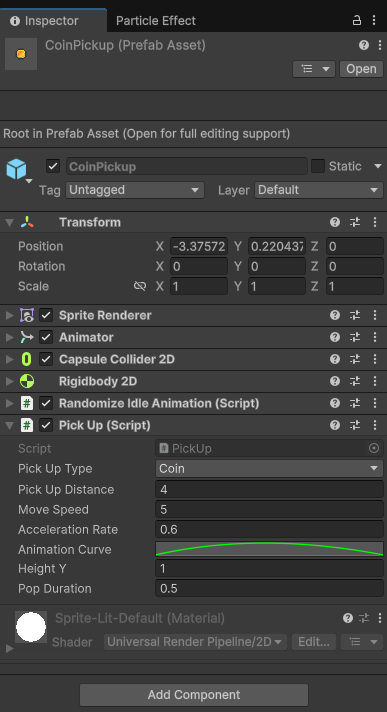 Inspector Particle Effect
CoinPickup (Prefab Asset)
Open
Root in Prefab Asset (Open for full editing support)
CoinPickup Static
Tag Untagged Layer Default
Transform
Position X -3.37572 Y 0.220437 Z 0
Rotation X 0 Y 0 Z 0
Scale X 1 Y 1 Z 1
Sprite Renderer
Animator
Capsule Collider 2D
Rigidbody 2D
# Randomize Idle Animation (Script)
# Pick Up (Script)
Script # PickUp
Pick Up Type Coin
Pick Up Distance 4
Move Speed 5
Acceleration Rate 0.6
Animation Curve
Height Y 1
Pop Duration 0.5
Sprite-Lit-Default (Material)
Shader Universal Render Pipeline/2D Edit...
Add Component